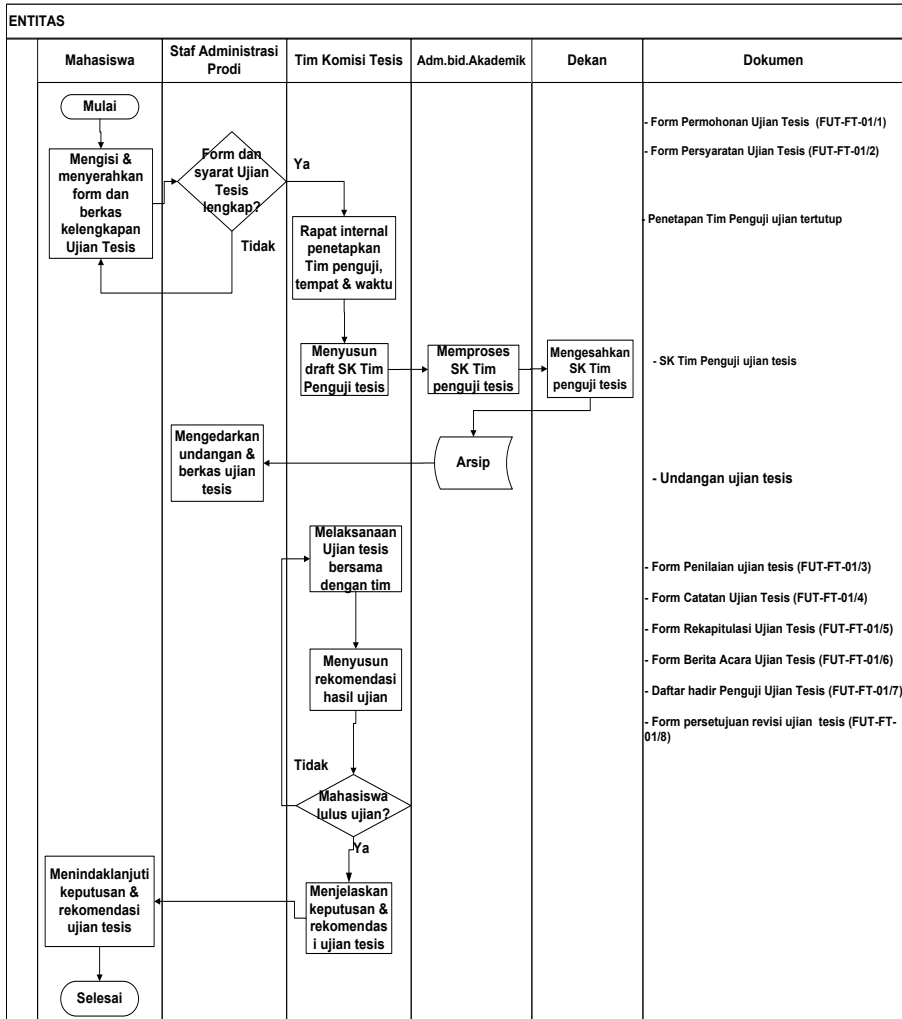 ENTITAS
Mahasiswa
Staf Administrasi
Prodi
Tim Komisi Tesis
Adm.bid.Akademik
Dekan
Dokumen
Mulai
Mengisi &
menyerahkan
form dan
berkas
kelengkapan
Ujian Tesis
Form dan
syarat Ujian
Tesis
lengkap?
Ya
Tidak
Rapat internal
penetapkan
Tim penguji,
tempat & waktu
- Form Permohonan Ujian Tesis (FUT-FT-01/1)
- Form Persyaratan Ujian Tesis (FUT-FT-01/2)
- Penetapan Tim Penguji ujian tertutup
Menyusun
draft SK Tim
Penguji tesis
Memproses
SK Tim
penguji tesis
Mengesahkan
SK Tim
penguji tesis
- SK Tim Penguji ujian tesis
Mengedarkan
undangan &
berkas ujian
tesis
Arsip
- Undangan ujian tesis
Melaksanaan
Ujian tesis
bersama
dengan tim
Menyusun
rekomendasi
hasil ujian
- Form Penilaian ujian tesis (FUT-FT-01/3)
- Form Catatan Ujian Tesis (FUT-FT-01/4)
- Form Rekapitulasi Ujian Tesis (FUT-FT-01/5)
- Form Berita Acara Ujian Tesis (FUT-FT-01/6)
- Daftar hadir Penguji Ujian Tesis (FUT-FT-01/7)
- Form persetujuan revisi ujian tesis (FUT-FT-
01/8)
Tidak
Mahasiswa
lulus ujian?
Ya
Menjelaskan
keputusan &
rekomendas
i ujian tesis
Menindaklanjuti
keputusan &
rekomendasi
ujian tesis
Selesai